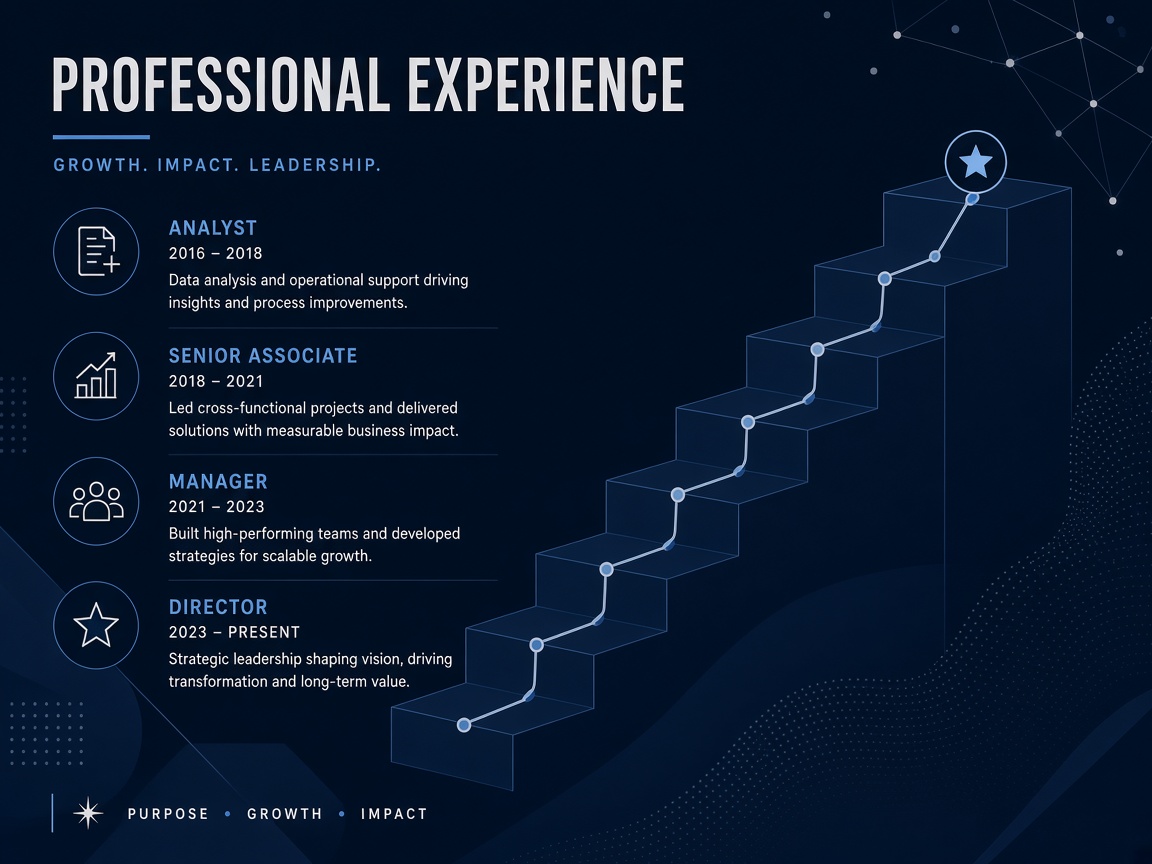 PROFESSIONAL EXPERIENCE
GROWTH. IMPACT. LEADERSHIP.
ANALYST
2016 – 2018
Data analysis and operational support driving
insights and process improvements.
SENIOR ASSOCIATE
2018 – 2021
Led cross-functional projects and delivered
solutions with measurable business impact.
MANAGER
2021 – 2023
Built high-performing teams and developed
strategies for scalable growth.
DIRECTOR
2023 – PRESENT
Strategic leadership shaping vision, driving
transformation and long-term value.
PURPOSE • GROWTH • IMPACT